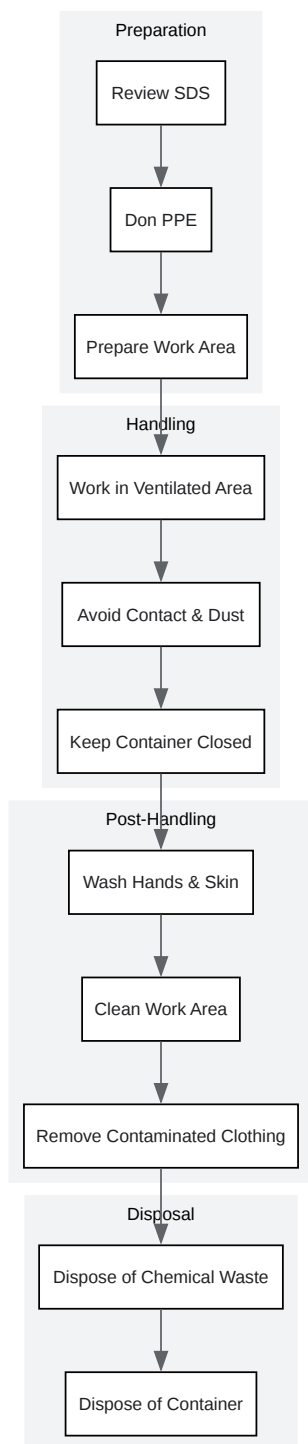 Preparation
Review SDS
Don PPE
Prepare Work Area
Handling
Work in Ventilated Area
Avoid Contact & Dust
Keep Container Closed
Post-Handling
Wash Hands & Skin
Clean Work Area
Remove Contaminated Clothing
Disposal
Dispose of Chemical Waste
Dispose of Container